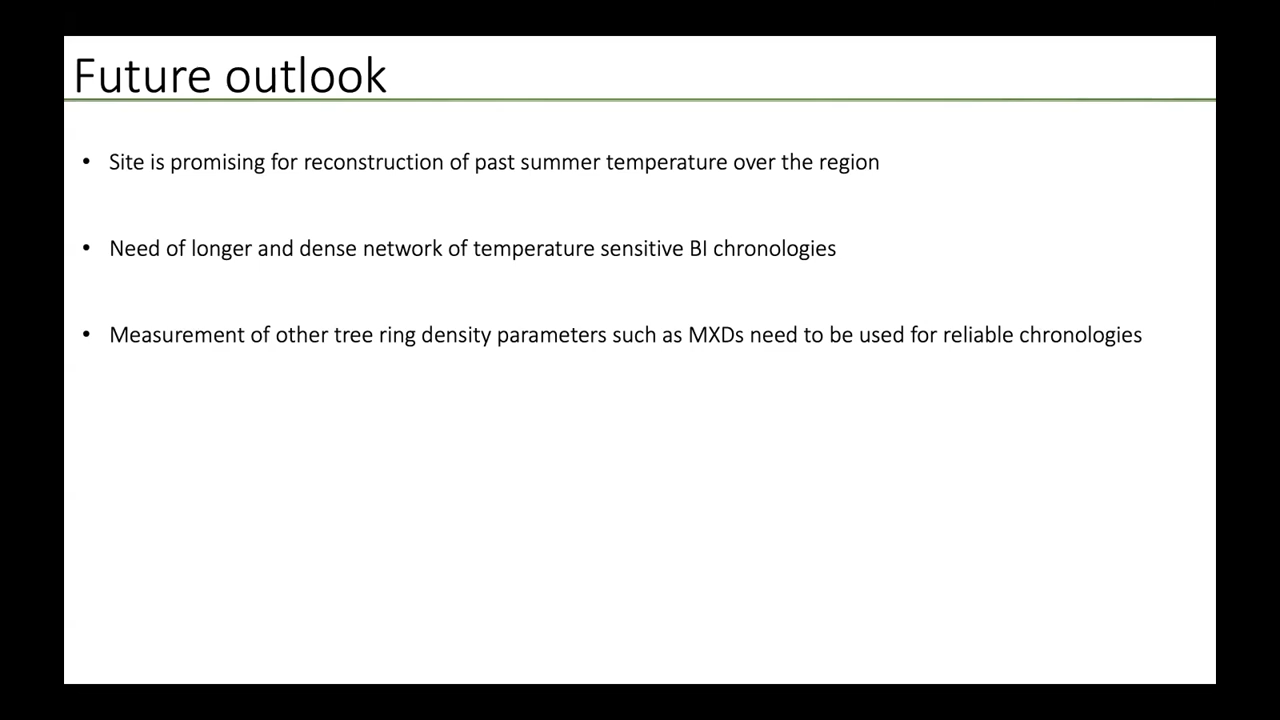 Future outlook
• Site is promising for reconstruction of past summer temperature over the region
• Need of longer and dense network of temperature sensitive BI chronologies
• Measurement of other tree ring density parameters such as MXDs need to be used for reliable chronologies